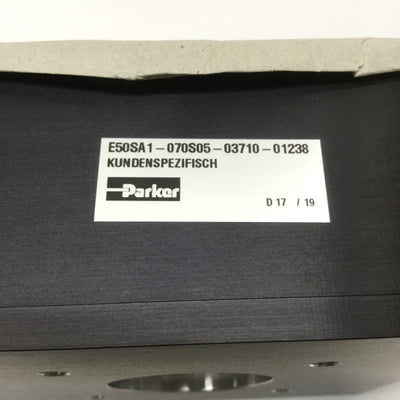 E50SA1-070S05-03710-01238
KUNDENSPEZIFISCH
Parker
D 17 / 19